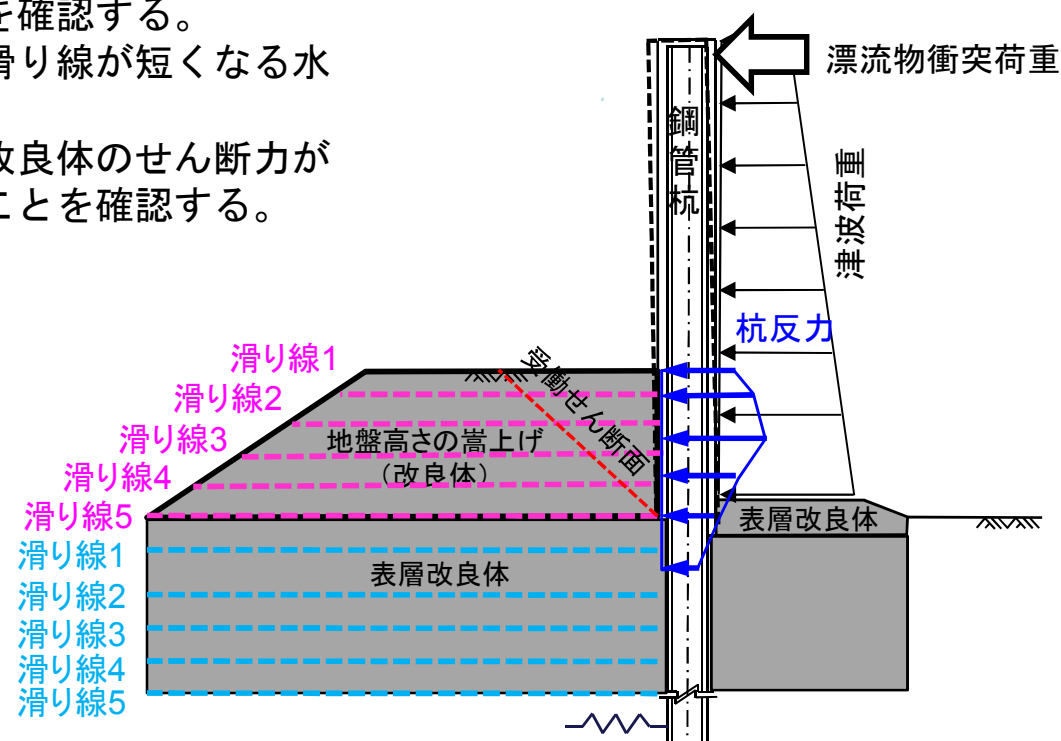 を確認する。
滑り線が短くなる水
改良体のせん断力が
ことを確認する。
漂流物衝突荷重
鋼管杭
津波荷重
杭反力
滑り線1
滑り線2
滑り線3
滑り線4
滑り線5
受働せん断面
地盤高さの嵩上げ
（改良体）
表層改良体
滑り線1
滑り線2
滑り線3
滑り線4
滑り線5
表層改良体